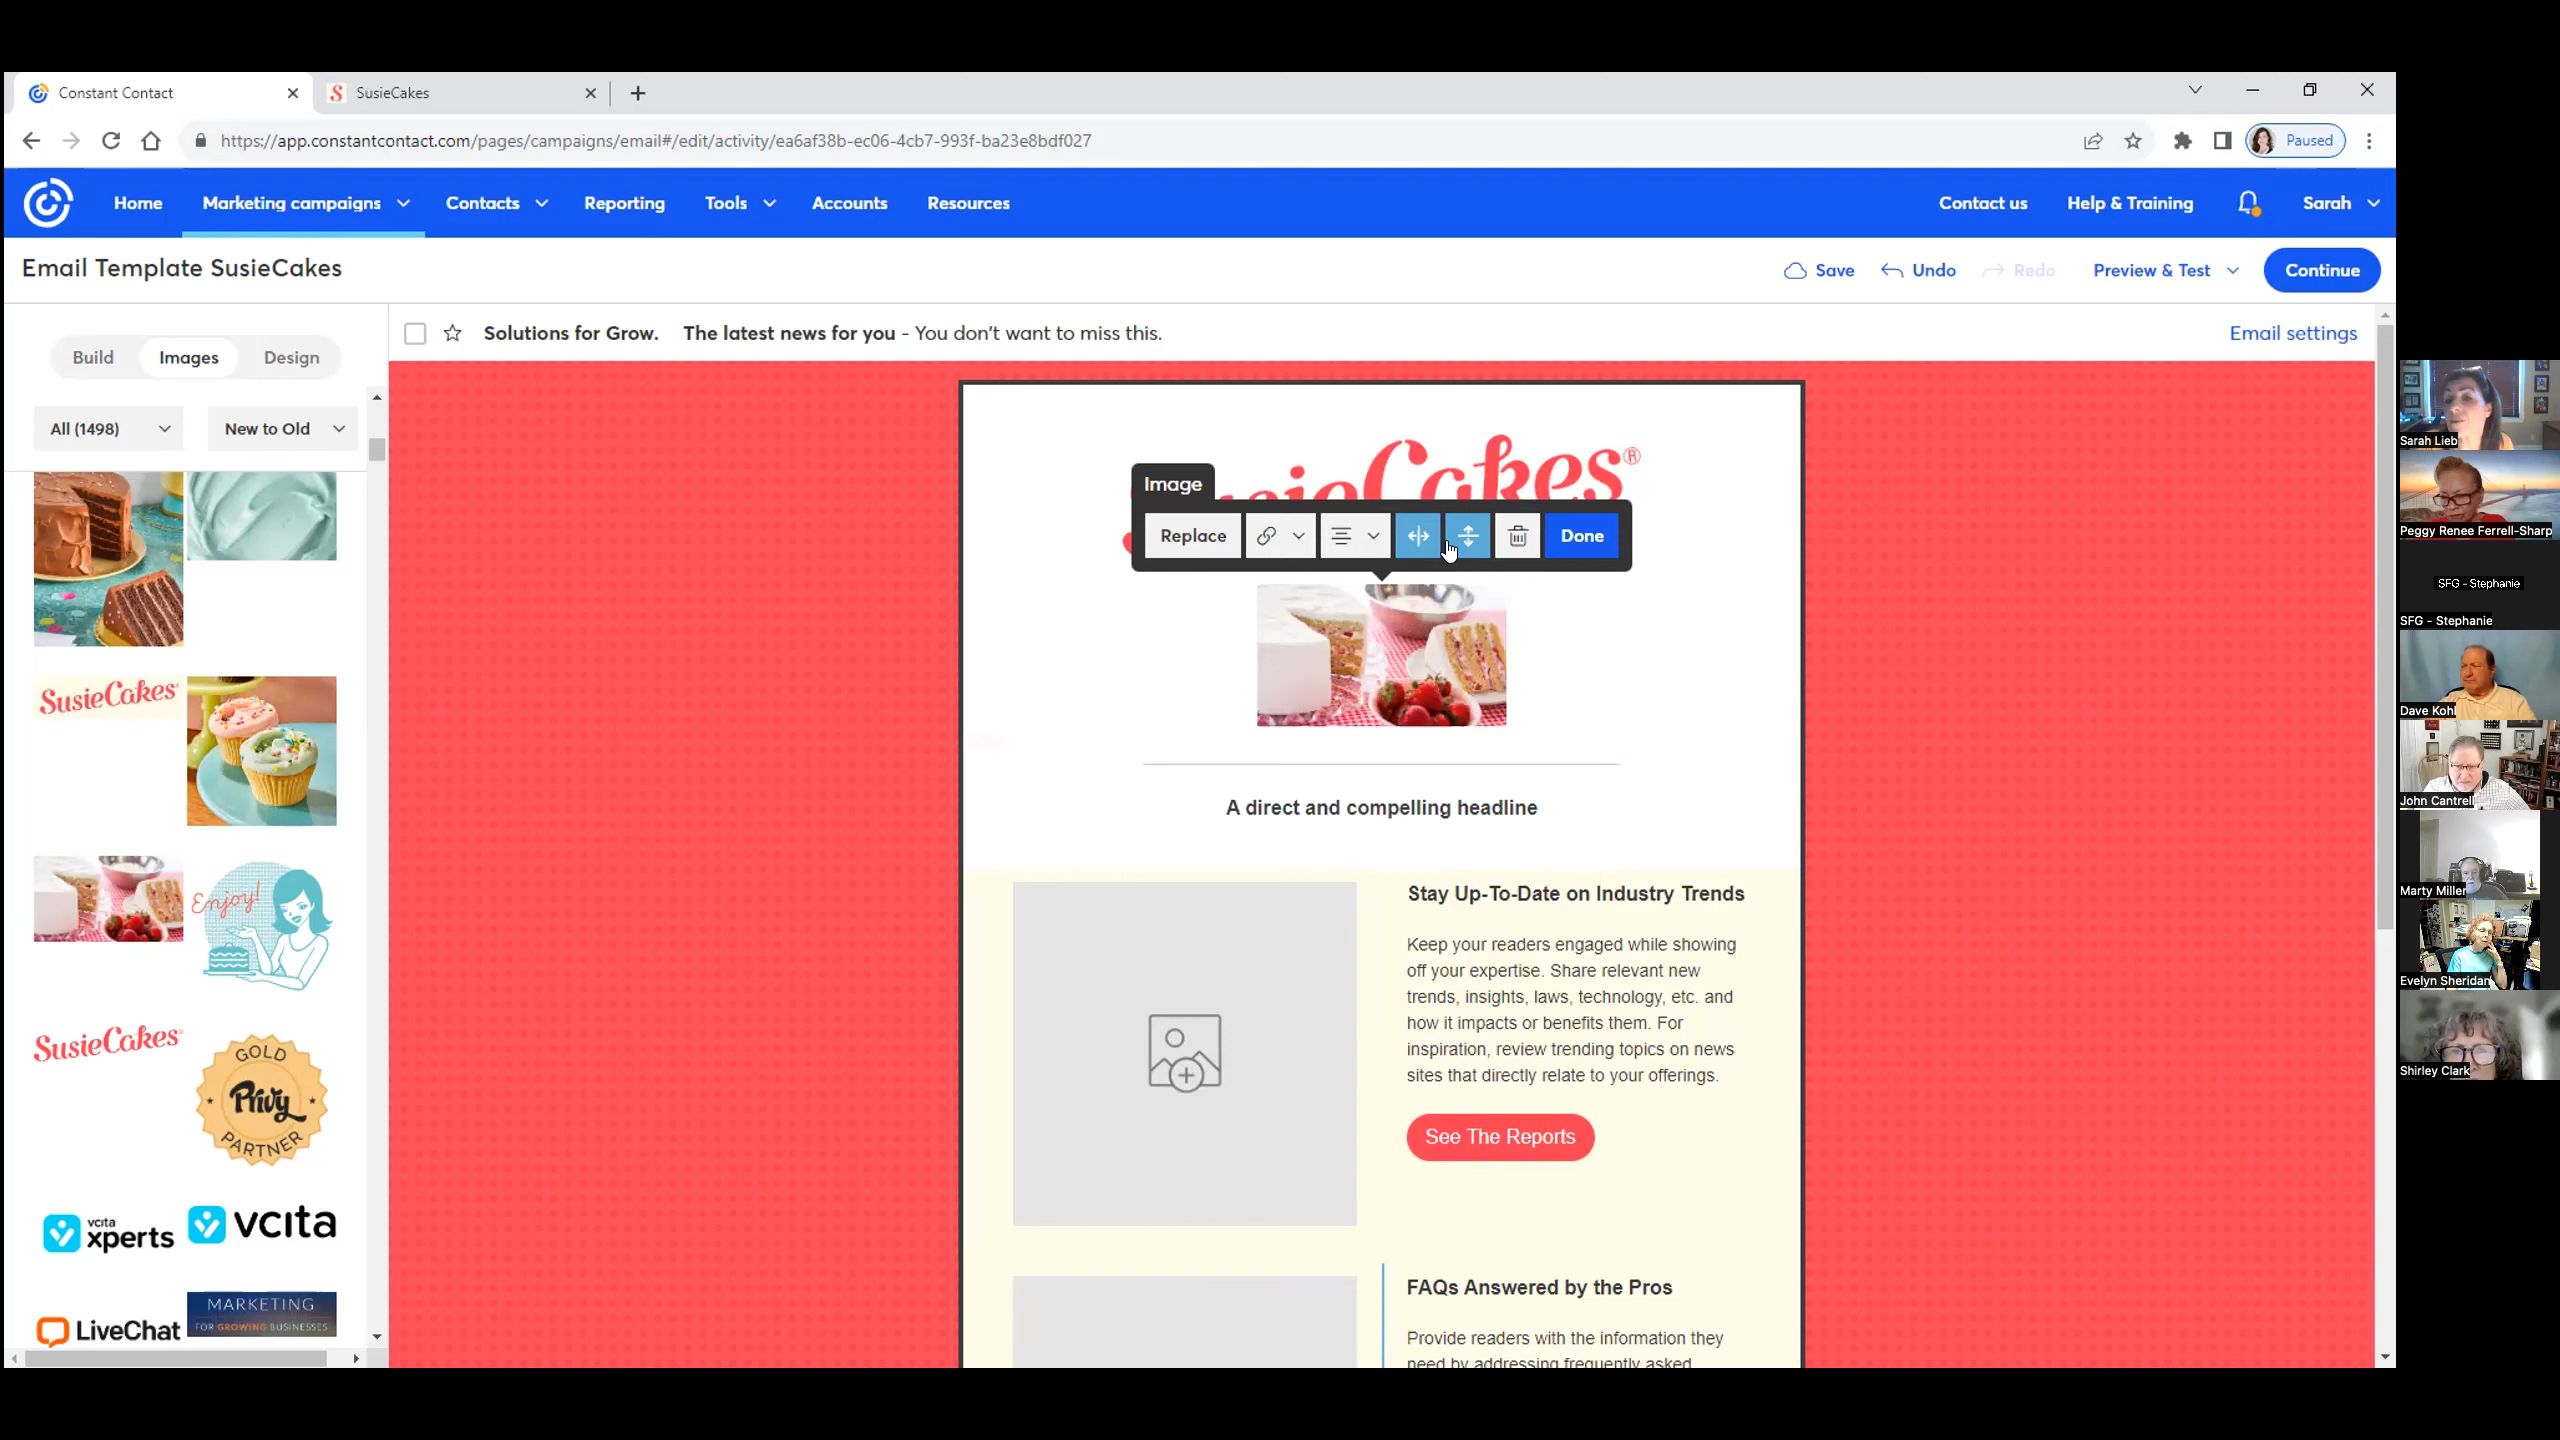 Constant Contact
SusieCakes
https://app.constantcontact.com/pages/campaigns/email#/edit/activity/ea6af38b-ec06-4cb7-993f-ba23e8bdf027
Paused
Home
Marketing campaigns
Contacts
Reporting
Tools
Accounts
Resources
Contact us
Help & Training
Sarah
Email Template SusieCakes
Save
Undo
Redo
Preview & Test
Continue
Build
Images
Design
Solutions for Grow. The latest news for you - You don't want to miss this.
Email settings
All (1498)
New to Old
SusieCakes
Enjoy!
SusieCakes
GOLD
Privy
PARTNER
vcita
xperts
vcita
LiveChat
MARKETING
FOR GROWING BUSINESSES
SusieCakes®
Image
Replace
Done
A direct and compelling headline
Stay Up-To-Date on Industry Trends
Keep your readers engaged while showing
off your expertise. Share relevant new
trends, insights, laws, technology, etc. and
how it impacts or benefits them. For
inspiration, review trending topics on news
sites that directly relate to your offerings.
See The Reports
FAQs Answered by the Pros
Provide readers with the information they
need by addressing frequently asked
Sarah Lieb
Peggy Renee Ferrell-Sharp
SFG - Stephanie
SFG - Stephanie
Dave Kohl
John Cantrell
Marty Miller
Evelyn Sheridan
Shirley Clark